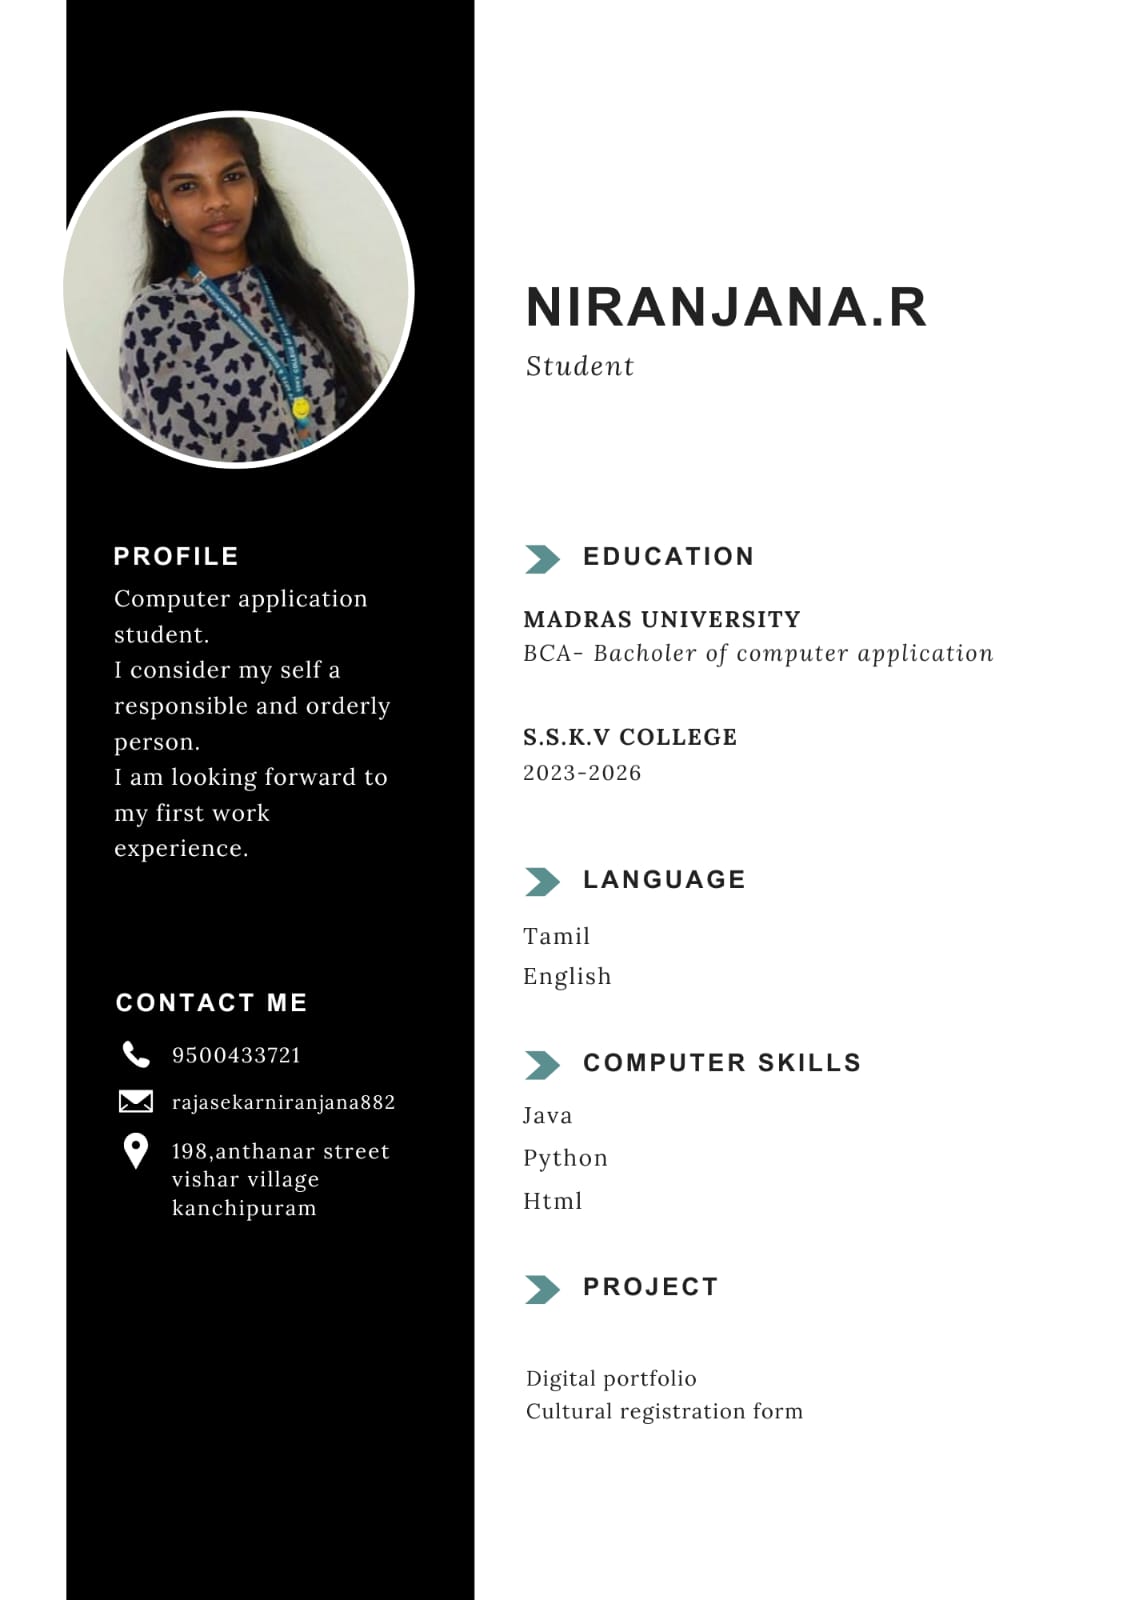 NIRANJANA.R
Student
PROFILE
Computer application
student.
I consider my self a
responsible and orderly
person.
I am looking forward to
my first work
experience.
CONTACT ME
9500433721
rajasekarniranjana882
198,anthanar street
vishar village
kanchipuram
EDUCATION
MADRAS UNIVERSITY
BCA- Bacholer of computer application
S.S.K.V COLLEGE
2023-2026
LANGUAGE
Tamil
English
COMPUTER SKILLS
Java
Python
Html
PROJECT
Digital portfolio
Cultural registration form